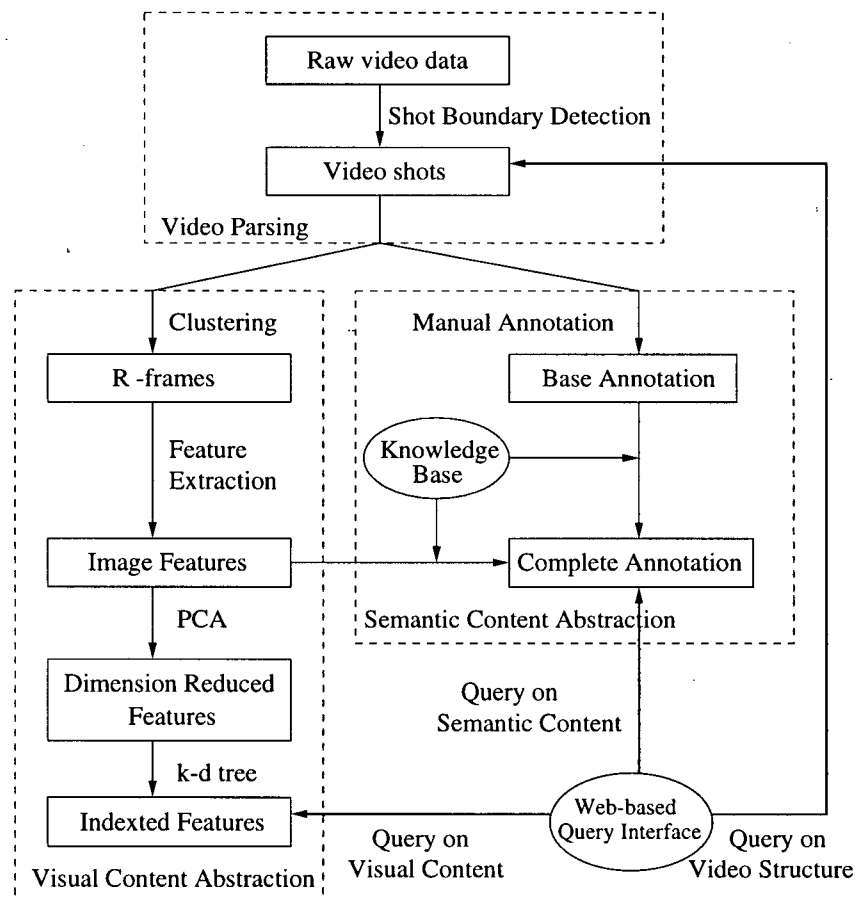 Raw video data
Shot Boundary Detection
Video shots
Video Parsing
Clustering
R -frames
Feature
Extraction
Image Features
PCA
Dimension Reduced
Features
k-d tree
Indexted Features
Visual Content Abstraction
Manual Annotation
Base Annotation
Knowledge
Base
Complete Annotation
Semantic Content Abstraction
Query on
Semantic Content
Web-based
Query Interface
Query on
Visual Content
Query on
Video Structure